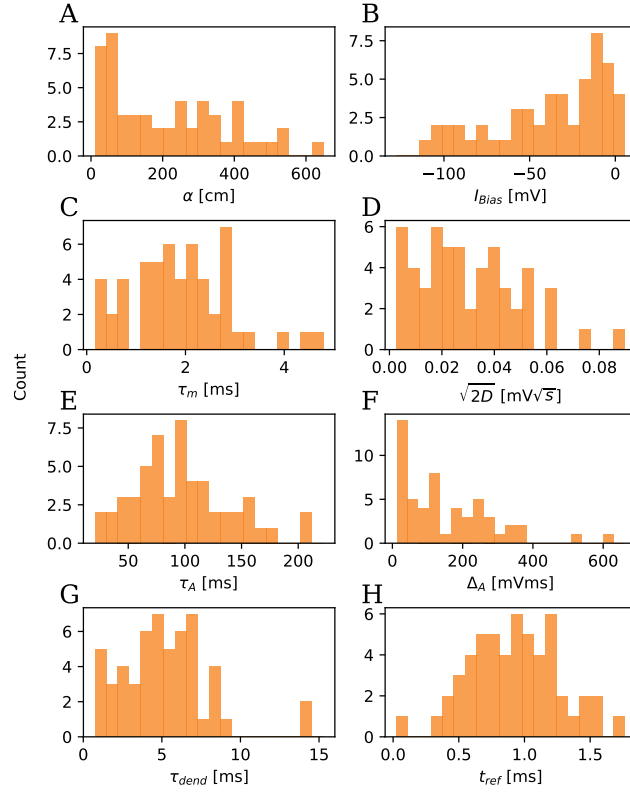 A B
7.5 7.5
5.0 5.0
2.5 2.5
0.0 0.0
0 200 400 600 −100 −50 0
α [cm] I_Bias [mV]
C D
6 6
4 4
2 2
0 0
0 2 4 0.00 0.02 0.04 0.06 0.08
τ_m [ms] √2D [mV√s]
Count
E F
7.5 10
5.0
2.5 5
0.0 0
50 100 150 200 0 200 400 600
τ_A [ms] Δ_A [mVms]
G H
6 6
4 4
2 2
0 0
0 5 10 15 0.0 0.5 1.0 1.5
τ_dend [ms] t_ref [ms]